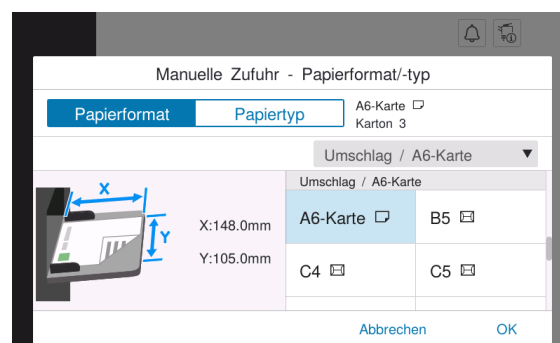 Manuelle Zufuhr - Papierformat/-typ
Papierformat
Papiertyp
A6-Karte
Karton 3
Umschlag / A6-Karte
Umschlag / A6-Karte
X
Y
X:148.0mm
Y:105.0mm
A6-Karte
B5
C4
C5
Abbrechen
OK